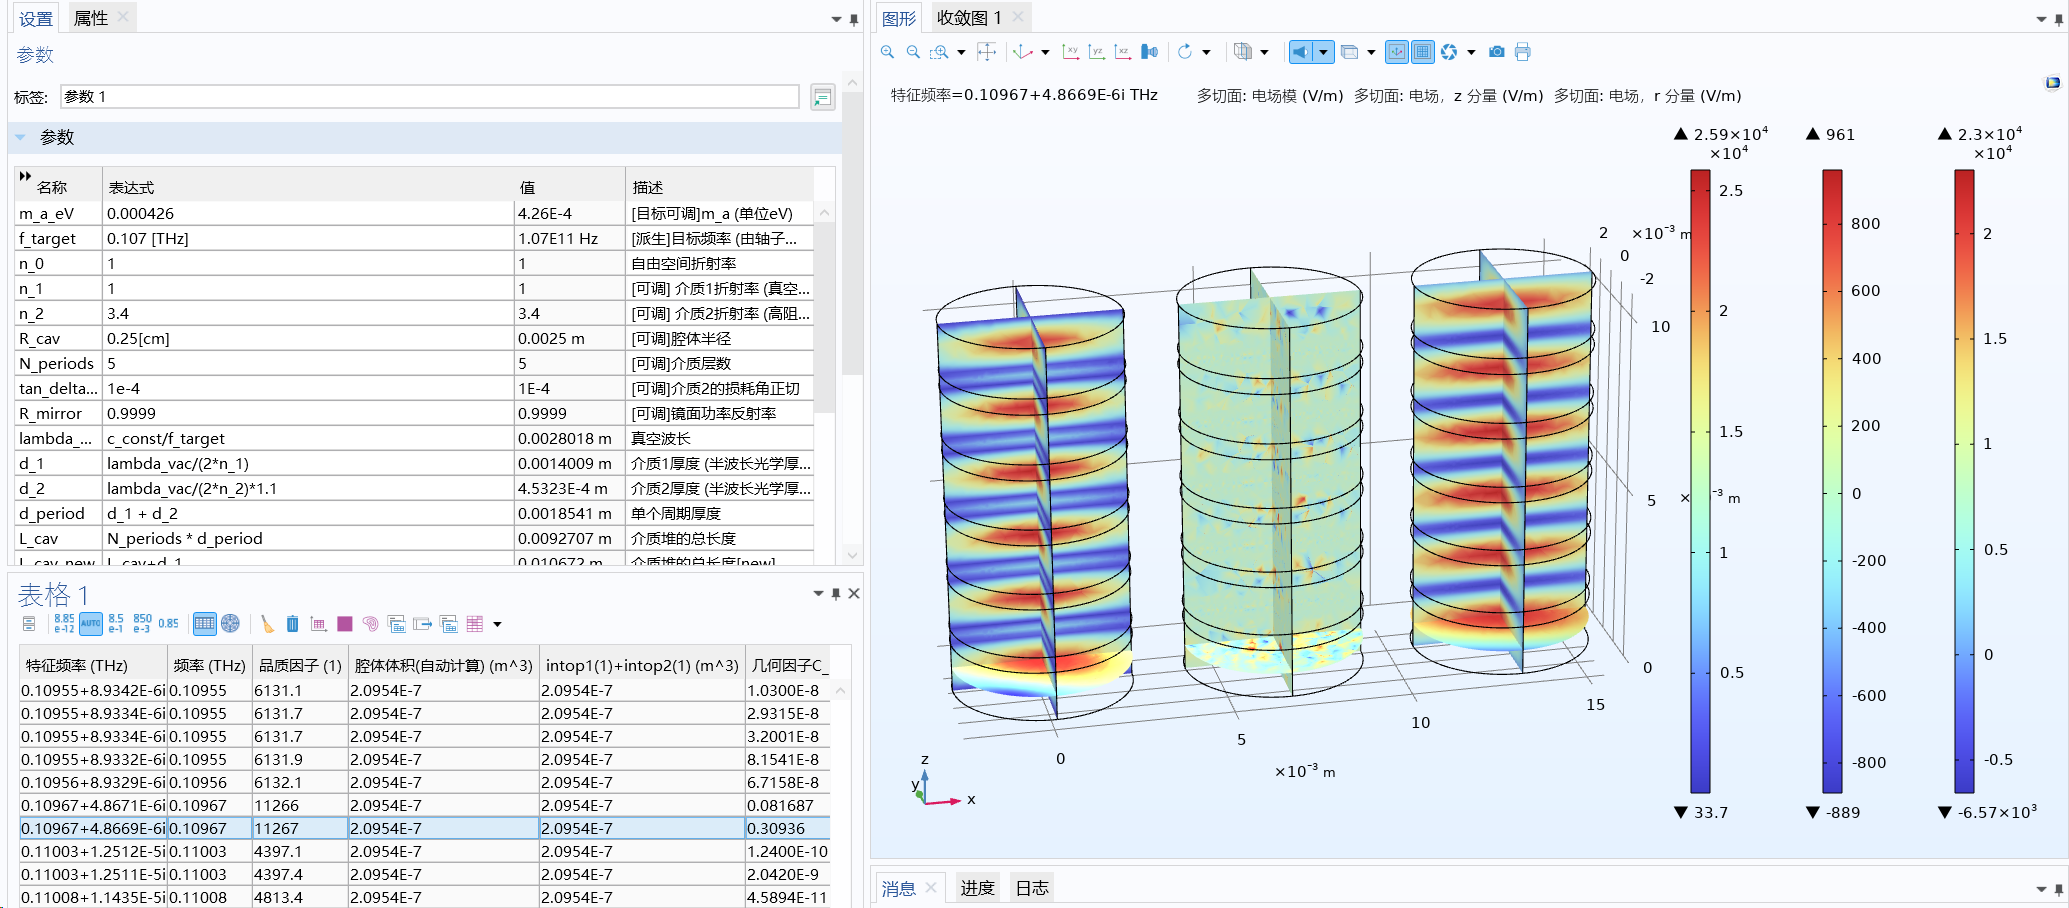 设置 属性
参数
标签: 参数 1
参数
名称 表达式 值 描述
m_a_eV 0.000426 4.26E-4 [目标可调]m_a (单位eV)
f_target 0.107 [THz] 1.07E11 Hz [派生]目标频率 (由轴子...
n_0 1 1 自由空间折射率
n_1 1 1 [可调] 介质1折射率 (真空...
n_2 3.4 3.4 [可调] 介质2折射率 (高阻...
R_cav 0.25[cm] 0.0025 m [可调]腔体半径
N_periods 5 5 [可调]介质层数
tan_delta... 1e-4 1E-4 [可调]介质2的损耗角正切
R_mirror 0.9999 0.9999 [可调]镜面功率反射率
lambda_... c_const/f_target 0.0028018 m 真空波长
d_1 lambda_vac/(2*n_1) 0.0014009 m 介质1厚度 (半波长光学厚...
d_2 lambda_vac/(2*n_2)*1.1 4.5323E-4 m 介质2厚度 (半波长光学厚...
d_period d_1 + d_2 0.0018541 m 单个周期厚度
L_cav N_periods * d_period 0.0092707 m 介质堆的总长度
L_cav_new L_cav+d_1 0.010672 m 介质堆的总长度[new]
表格 1
8.85 e-12 AUTO 8.5 e-1 850 e-3 0.85
特征频率 (THz) 频率 (THz) 品质因子 (1) 腔体体积(自动计算) (m^3) intop1(1)+intop2(1) (m^3) 几何因子C_
0.10955+8.9342E-6i 0.10955 6131.1 2.0954E-7 2.0954E-7 1.0300E-8
0.10955+8.9334E-6i 0.10955 6131.7 2.0954E-7 2.0954E-7 2.9315E-8
0.10955+8.9334E-6i 0.10955 6131.7 2.0954E-7 2.0954E-7 3.2001E-8
0.10955+8.9332E-6i 0.10955 6131.9 2.0954E-7 2.0954E-7 8.1541E-8
0.10956+8.9329E-6i 0.10956 6132.1 2.0954E-7 2.0954E-7 6.7158E-8
0.10967+4.8671E-6i 0.10967 11266 2.0954E-7 2.0954E-7 0.081687
0.10967+4.8669E-6i 0.10967 11267 2.0954E-7 2.0954E-7 0.30936
0.11003+1.2512E-5i 0.11003 4397.1 2.0954E-7 2.0954E-7 1.2400E-10
0.11003+1.2511E-5i 0.11003 4397.4 2.0954E-7 2.0954E-7 2.0420E-9
0.11008+1.1435E-5i 0.11008 4813.4 2.0954E-7 2.0954E-7 4.5894E-11
图形 收敛图 1
xy yz xz
特征频率=0.10967+4.8669E-6i THz 多切面: 电场模 (V/m) 多切面: 电场，z 分量 (V/m) 多切面: 电场，r 分量 (V/m)
▲ 2.59×10⁴ ▲ 961 ▲ 2.3×10⁴
×10⁴ ×10⁴
2.5
2
1.5
1
0.5
▼ 33.7
800
600
400
200
0
-200
-400
-600
-800
▼ -889
2
1.5
1
0.5
0
-0.5
▼ -6.57×10³
2 ×10⁻³ m
0
-2
10
5
× ⁻³ m
0
0
5
10
15
×10⁻³ m
z
y
x
消息 进度 日志